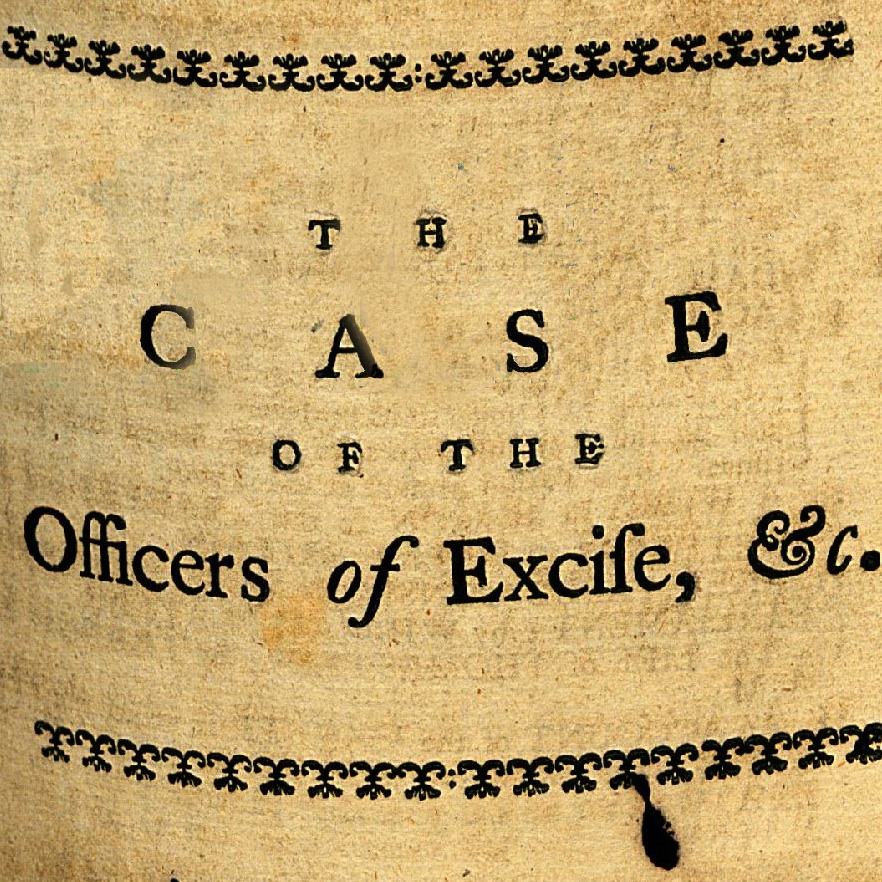 THE
CASE
OF THE
Officers of Exciſe, &c.